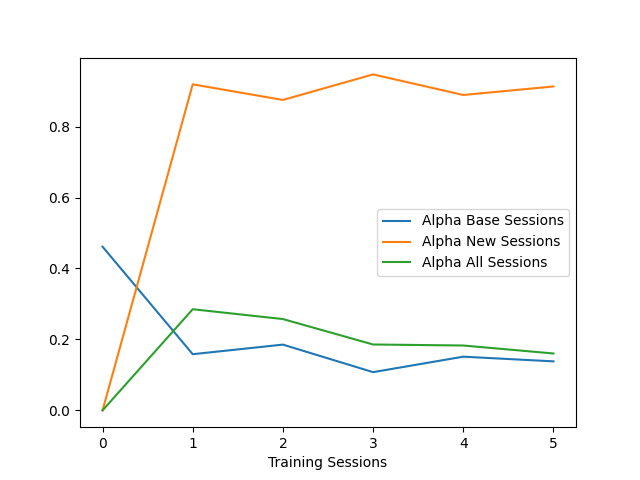 0.8
0.6
0.4
0.2
0.0
Alpha Base Sessions
Alpha New Sessions
Alpha All Sessions
0 1 2 3 4 5
Training Sessions